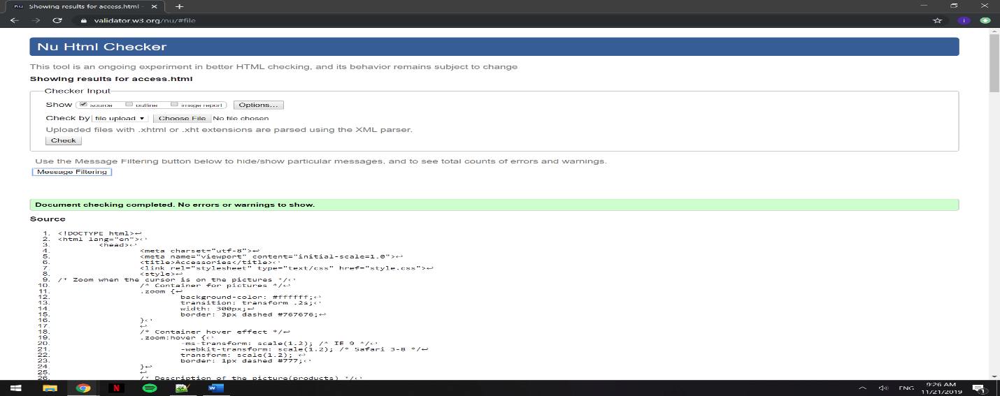 nu Showing results for access.html -
validator.w3.org/nu/#file
i
Nu Html Checker
This tool is an ongoing experiment in better HTML checking, and its behavior remains subject to change
Showing results for access.html
Checker Input
Show source outline image report Options...
Check by file upload Choose File No file chosen
Uploaded files with .xhtml or .xht extensions are parsed using the XML parser.
Check
Use the Message Filtering button below to hide/show particular messages, and to see total counts of errors and warnings.
Message Filtering
Document checking completed. No errors or warnings to show.
Source
1. <!DOCTYPE html>↩
2. <html lang="en">↩
3. <head>↩
4. <meta charset="utf-8">↩
5. <meta name="viewport" content="initial-scale=1.0">↩
6. <title>Accessories</title>↩
7. <link rel="stylesheet" type="text/css" href="style.css">↩
8. <style>↩
9. /* Zoom when the cursor is on the pictures */↩
10. /* Container for pictures */↩
11. .zoom {↩
12. background-color: #ffffff;↩
13. transition: transform .2s;↩
14. width: 300px;↩
15. border: 3px dashed #767676;↩
16. }↩
17. ↩
18. /* Container hover effect */↩
19. .zoom:hover {↩
20. -ms-transform: scale(1.2); /* IE 9 */↩
21. -webkit-transform: scale(1.2); /* Safari 3-8 */↩
22. transform: scale(1.2); ↩
23. border: 1px dashed #777;↩
24. }↩
25. ↩
26. /* Description of the picture(products) */↩
N W ENG 9:26 AM
11/21/2019 1